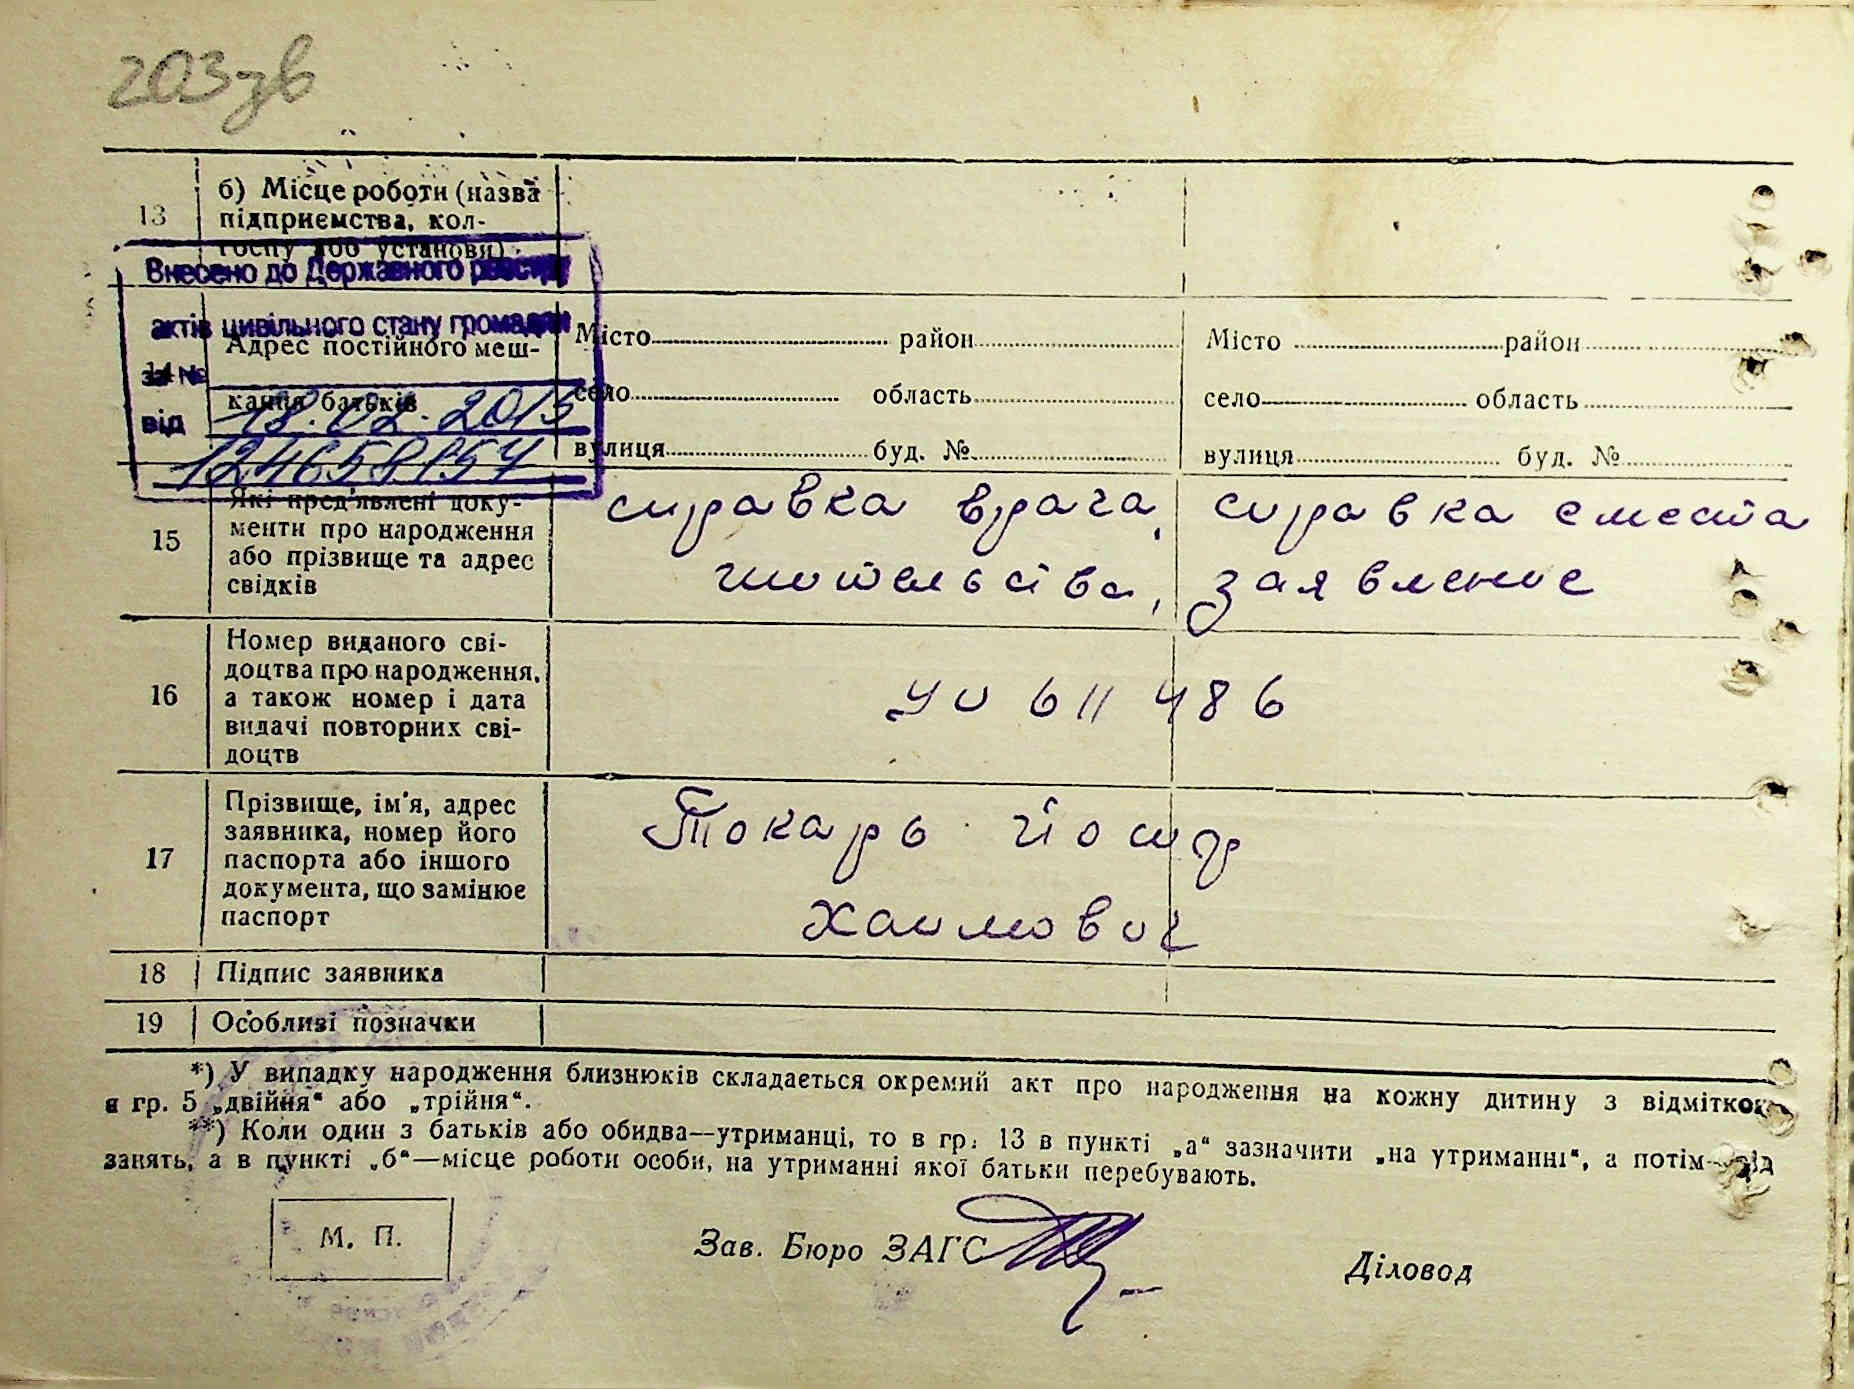 203зв
13
б) Місце роботи (назва
підприємства, кол-
госпу або установи)
Внесено до Державного реєстру
актів цивільного стану громадян
за №
від 18.02.2015
14
Адрес постійного меш-
кання батьків
Місто район
село область
вулиця буд. №
Місто район
село область
вулиця буд. №
15
Які пред'явлені доку-
менти про народження
або прізвище та адрес
свідків
справка врача, справка с места
жительства, заявление
16
Номер виданого сві-
доцтва про народження,
а також номер і дата
видачі повторних сві-
доцтв
УО 611486
17
Прізвище, ім'я, адрес
заявника, номер його
паспорта або іншого
документа, що замінює
паспорт
Токарь Йосиф
Хаимович
18 Підпис заявника
19 Особливі позначки
*) У випадку народження близнюків складається окремий акт про народження на кожну дитину з відміткою
в гр. 5 „двійня“ або „трійня“.
**) Коли один з батьків або обидва—утриманці, то в гр. 13 в пункті „а“ зазначити „на утриманні“, а потім—від
занять, а в пункті „б“—місце роботи особи, на утриманні якої батьки перебувають.
М. П.
Зав. Бюро ЗАГС
Діловод